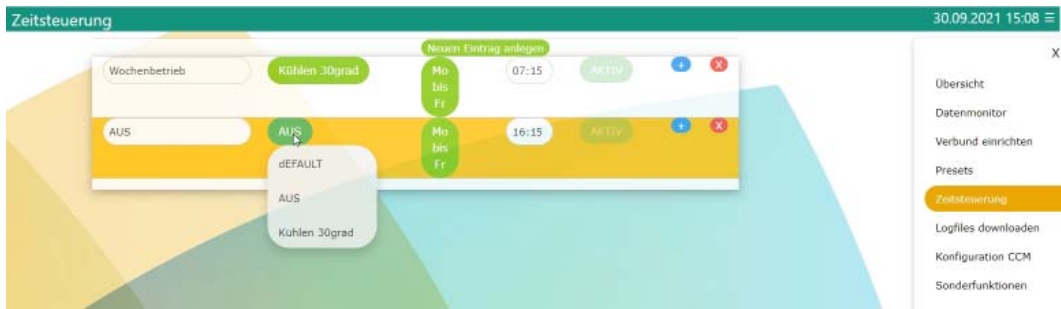 Zeitsteuerung
30.09.2021 15:08
Neuen Eintrag anlegen
Wochenbetrieb
Kühlen 30grad
Mo
bis
Fr
07:15
AKTIV
+
X
AUS
AUS
Mo
bis
Fr
16:15
AKTIV
+
X
dEFAULT
AUS
Kühlen 30grad
X
Übersicht
Datenmonitor
Verbund einrichten
Presets
Zeitsteuerung
Logfiles downloaden
Konfiguration CCM
Sonderfunktionen